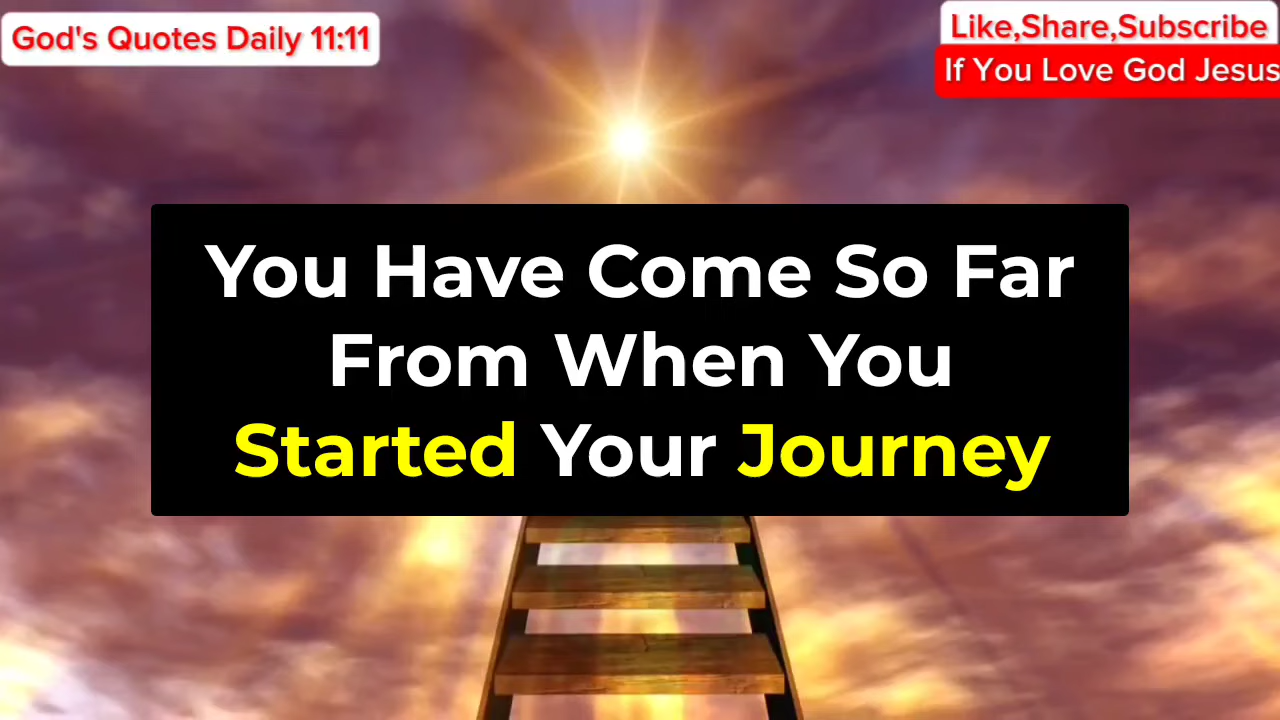 God's Quotes Daily 11:11
Like,Share,Subscribe
If You Love God Jesus
You Have Come So Far
From When You
Started Your Journey